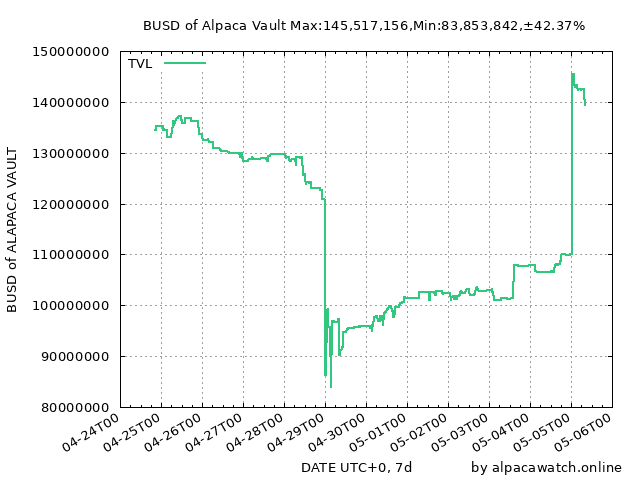 BUSD of Alpaca Vault Max:145,517,156,Min:83,853,842,±42.37%
150000000
TVL
140000000
130000000
120000000
110000000
100000000
90000000
80000000
BUSD of ALAPACA VAULT
04-24T00
04-25T00
04-26T00
04-27T00
04-28T00
04-29T00
04-30T00
05-01T00
05-02T00
05-03T00
05-04T00
05-05T00
05-06T00
DATE UTC+0, 7d
by alpacawatch.online